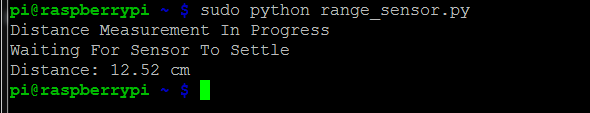 pi@raspberrypi ~ $ sudo python range_sensor.py
Distance Measurement In Progress
Waiting For Sensor To Settle
Distance: 12.52 cm
pi@raspberrypi ~ $